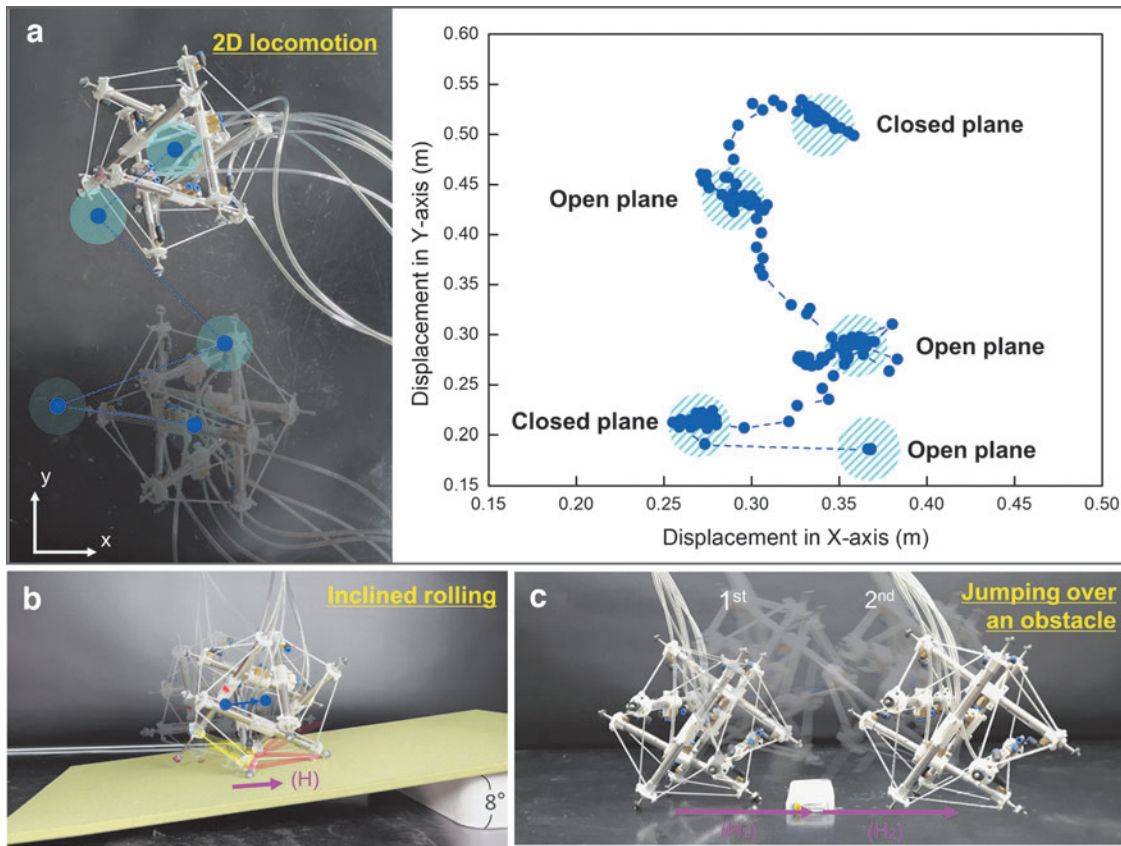 a
2D locomotion
y
x
Displacement in Y-axis (m)
0.60
0.55
0.50
0.45
0.40
0.35
0.30
0.25
0.20
0.15
Closed plane
Open plane
Open plane
Closed plane
Open plane
0.15
0.20
0.25
0.30
0.35
0.40
0.45
0.50
Displacement in X-axis (m)
b
Inclined rolling
(H)
8°
c
1st
2nd
Jumping over
an obstacle
(H₁)
(H₂)